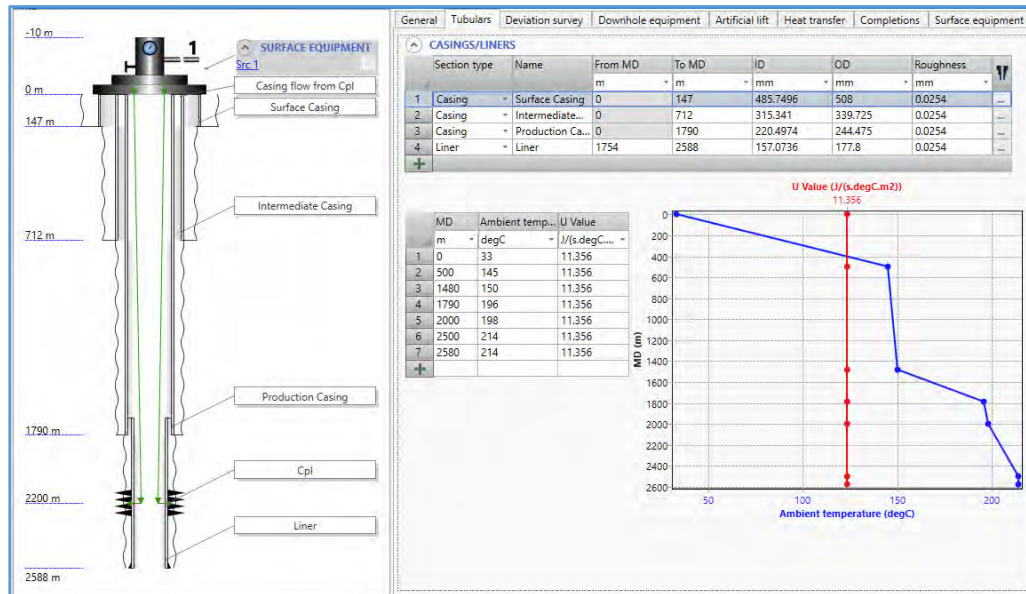 -10 m
1
SURFACE EQUIPMENT
Src 1
Casing flow from Cpl
0 m
Surface Casing
147 m
Intermediate Casing
712 m
Production Casing
1790 m
Cpl
2200 m
Liner
2588 m
General Tubulars Deviation survey Downhole equipment Artificial lift Heat transfer Completions Surface equipment
CASINGS/LINERS
Section type Name From MD To MD ID OD Roughness
m m mm mm mm
1 Casing Surface Casing 0 147 485.7496 508 0.0254 ...
2 Casing Intermediate... 0 712 315.341 339.725 0.0254 ...
3 Casing Production Ca... 0 1790 220.4974 244.475 0.0254 ...
4 Liner Liner 1754 2588 157.0736 177.8 0.0254 ...
MD Ambient temp... U Value
m degC J/(s.degC....
1 0 33 11.356
2 500 145 11.356
3 1480 150 11.356
4 1790 196 11.356
5 2000 198 11.356
6 2500 214 11.356
7 2580 214 11.356
U Value (J/(s.degC.m2))
11.356
MD (m)
0
200
400
600
800
1000
1200
1400
1600
1800
2000
2200
2400
2600
50 100 150 200
Ambient temperature (degC)